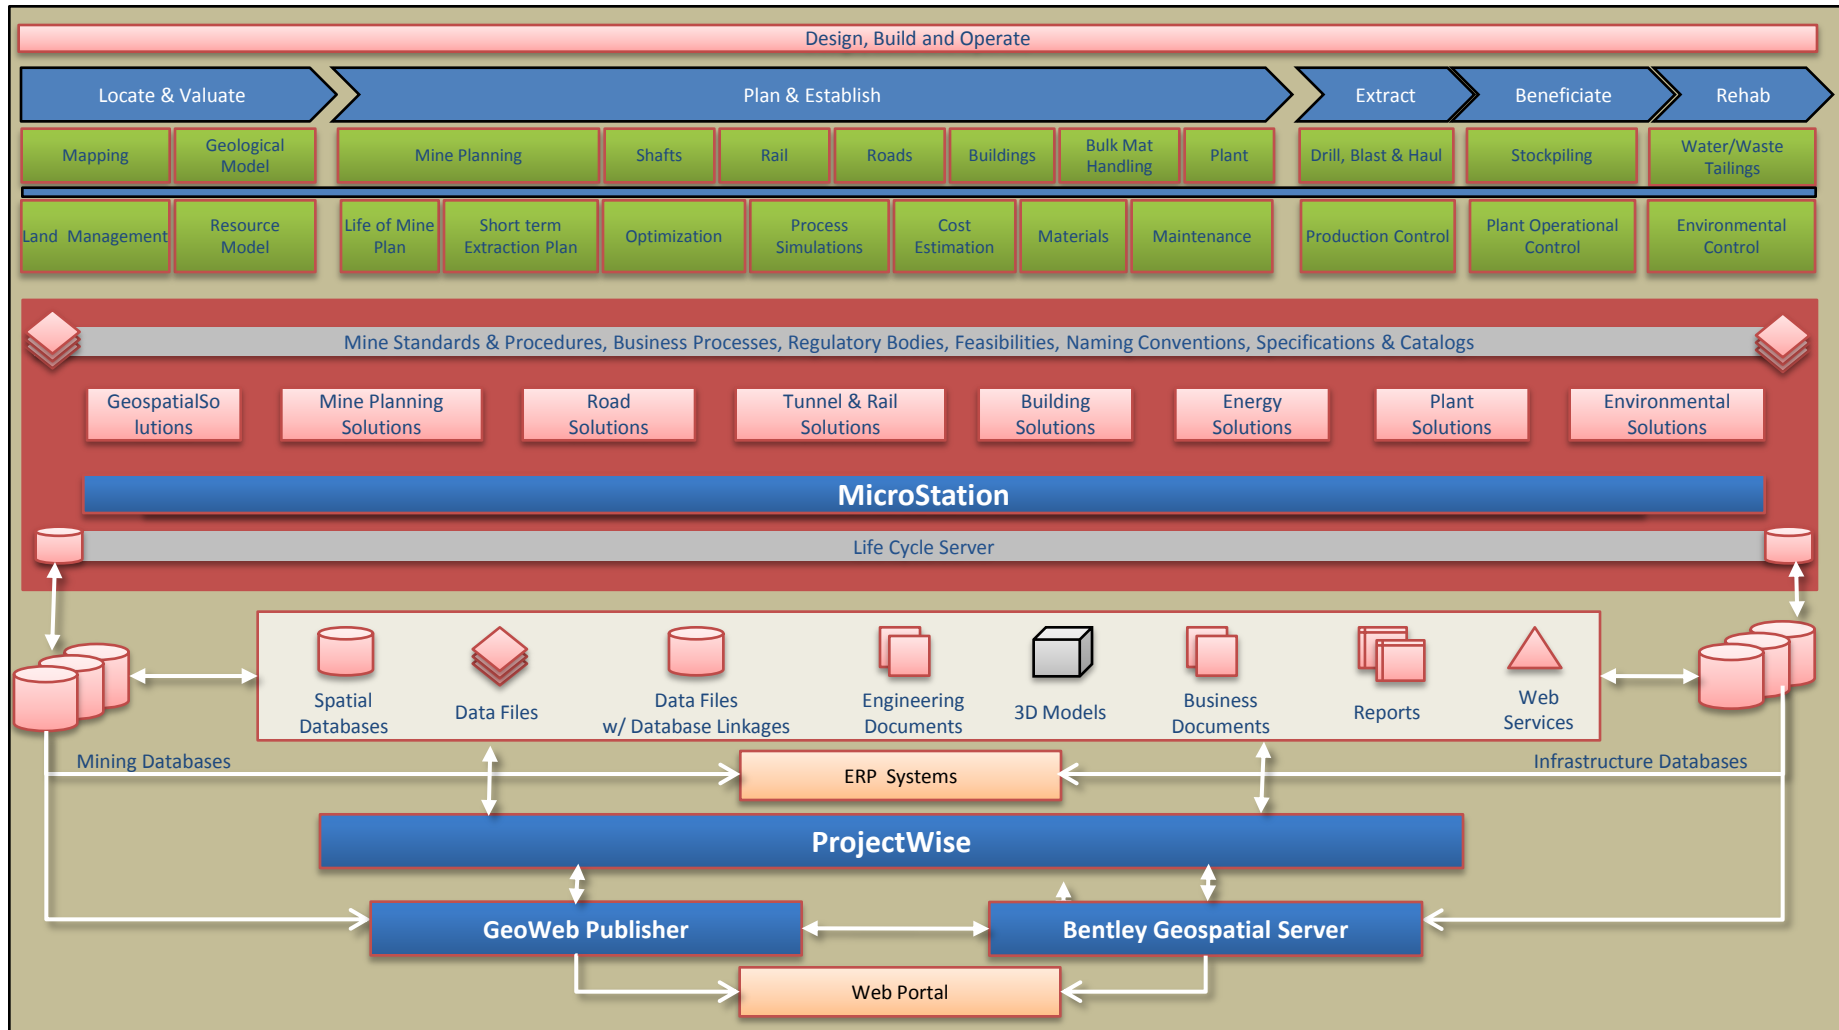 Design, Build and Operate
Locate & Valuate
Plan & Establish
Extract
Beneficiate
Rehab
Mapping
Geological
Model
Mine Planning
Shafts
Rail
Roads
Buildings
Bulk Mat
Handling
Plant
Drill, Blast & Haul
Stockpiling
Water/Waste
Tailings
Land Management
Resource
Model
Life of Mine
Plan
Short term
Extraction Plan
Optimization
Process
Simulations
Cost
Estimation
Materials
Maintenance
Production Control
Plant Operational
Control
Environmental
Control
Mine Standards & Procedures, Business Processes, Regulatory Bodies, Feasibilities, Naming Conventions, Specifications & Catalogs
GeospatialSo
lutions
Mine Planning
Solutions
Road
Solutions
Tunnel & Rail
Solutions
Building
Solutions
Energy
Solutions
Plant
Solutions
Environmental
Solutions
MicroStation
Life Cycle Server
Spatial
Databases
Data Files
Data Files
w/ Database Linkages
Engineering
Documents
3D Models
Business
Documents
Reports
Web
Services
Mining Databases
ERP Systems
Infrastructure Databases
ProjectWise
GeoWeb Publisher
Bentley Geospatial Server
Web Portal